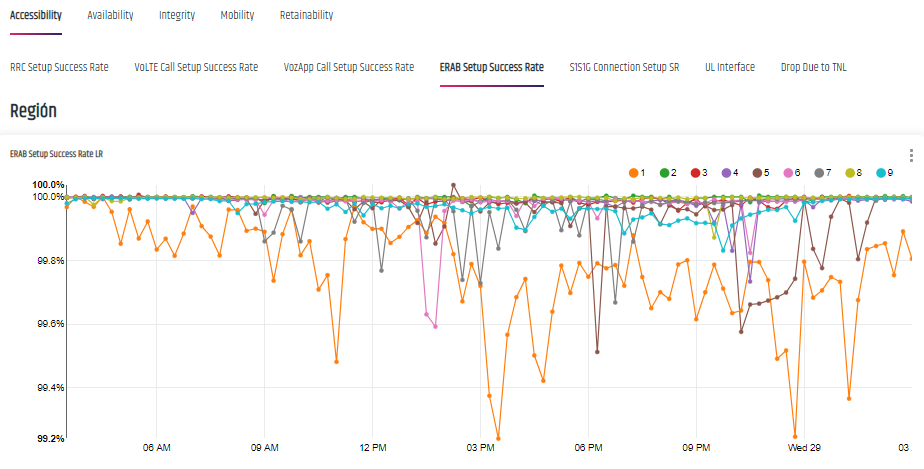 Accessibility Availability Integrity Mobility Retainability
RRC Setup Success Rate VoLTE Call Setup Success Rate VozApp Call Setup Success Rate ERAB Setup Success Rate S1S1G Connection Setup SR UL Interface Drop Due to TNL
Región
ERAB Setup Success Rate LR
1 2 3 4 5 6 7 8 9
100.0%
100.0%
99.8%
99.6%
99.4%
99.2%
06 AM 09 AM 12 PM 03 PM 06 PM 09 PM Wed 29 03